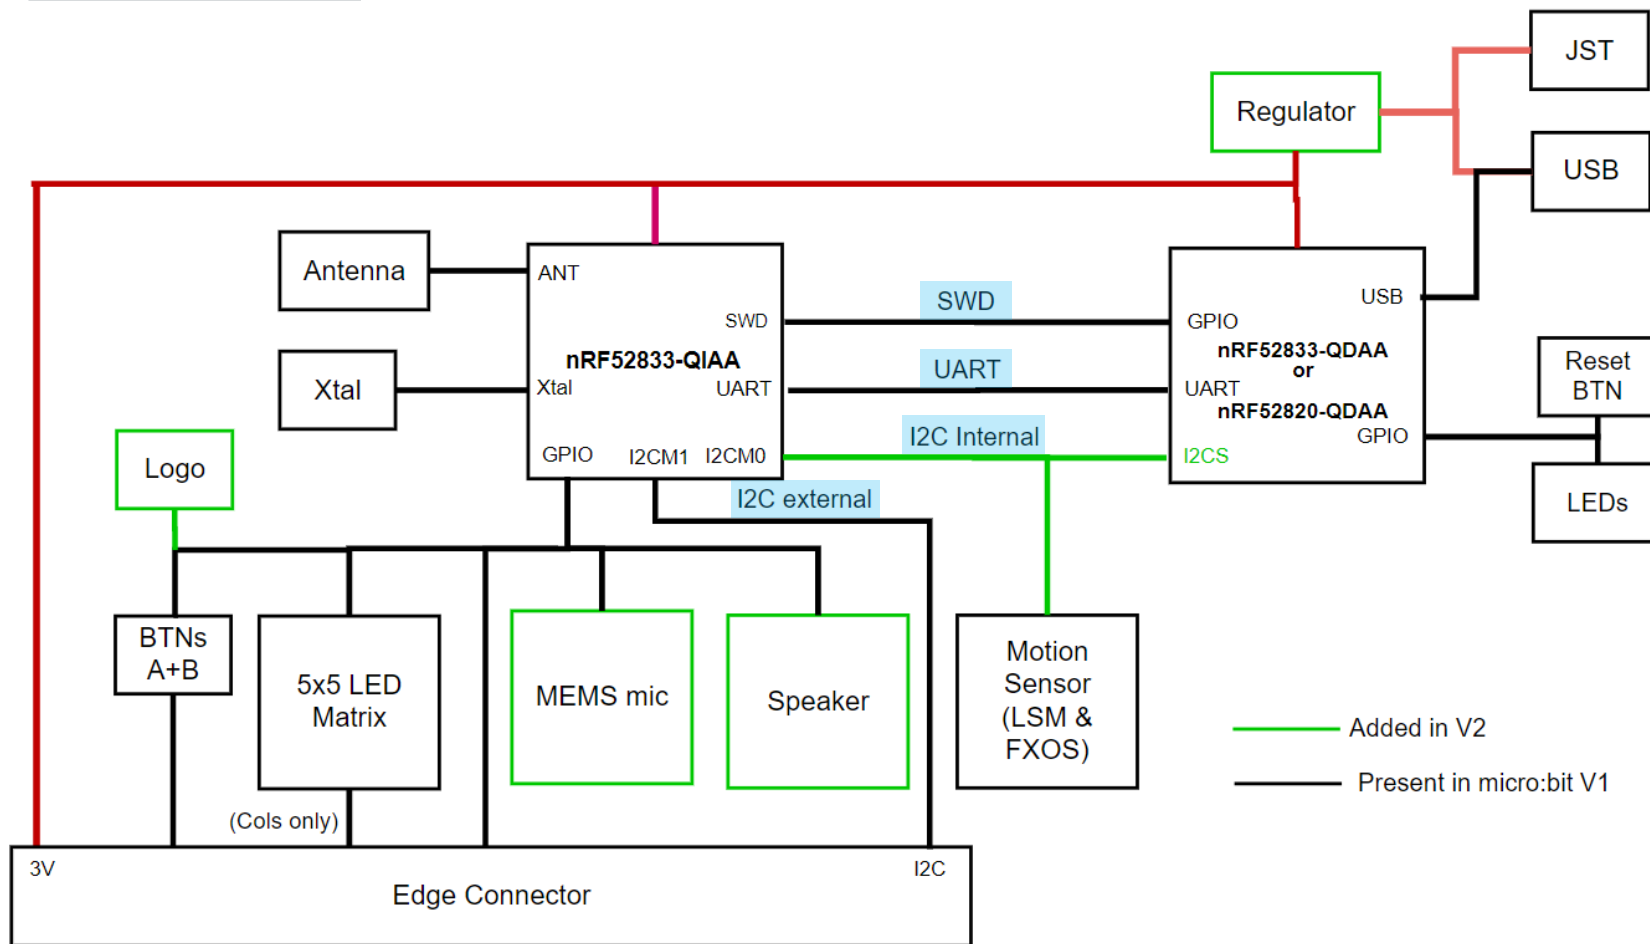 JST
Regulator
USB
Antenna
ANT
SWD
SWD
USB
GPIO
nRF52833-QIAA
nRF52833-QDAA
or
nRF52820-QDAA
UART
Xtal
Xtal
UART
UART
GPIO
Reset
BTN
I2C Internal
GPIO
I2CM1
I2CM0
I2CS
Logo
I2C external
LEDs
BTNs
A+B
5x5 LED
Matrix
MEMS mic
Speaker
Motion
Sensor
(LSM &
FXOS)
Added in V2
Present in micro:bit V1
(Cols only)
3V
I2C
Edge Connector